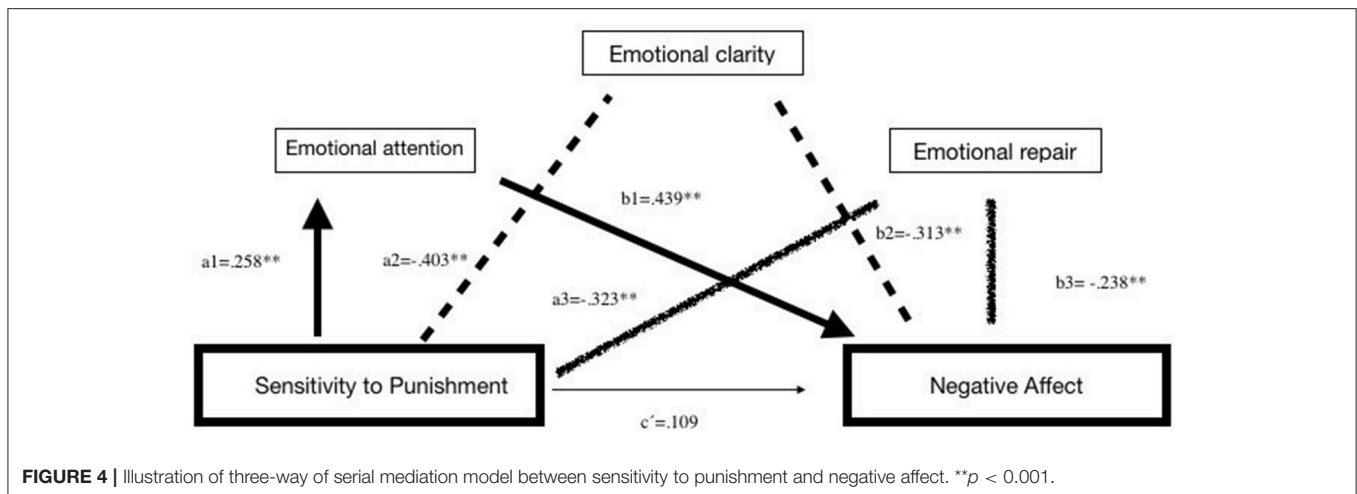 Emotional clarity
Emotional attention
Emotional repair
b1=.439**
b2=-.313**
a1=.258**
a2=-.403**
a3=-.323**
b3= -.238**
Sensitivity to Punishment
Negative Affect
c´=.109
FIGURE 4 | Illustration of three-way of serial mediation model between sensitivity to punishment and negative affect. **p < 0.001.